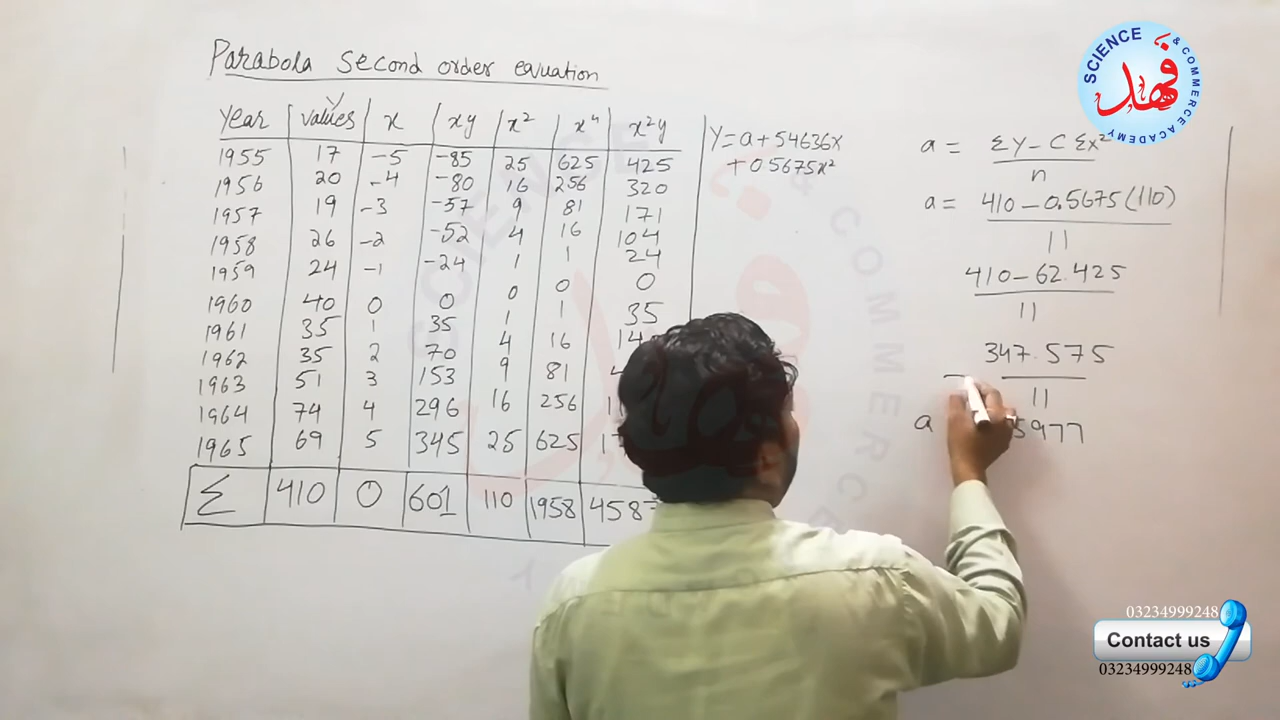 Parabola second order equation
Year values y x xy x² x⁴ x²y
1955 17 -5 -85 25 625 425
1956 20 -4 -80 16 256 320
1957 19 -3 -57 9 81 171
1958 26 -2 -52 4 16 104
1959 24 -1 -24 1 1 24
1960 40 0 0 0 0 0
1961 35 1 35 1 1 35
1962 35 2 70 4 16
1963 51 3 153 9 81
1964 74 4 296 16 256
1965 69 5 345 25 625
Σ 410 0 601 110 1958 4587
Y = a + 54636x
+ 0.5675x²
a = ΣY - CΣx²
n
a = 410 - 0.5675(110)
11
410 - 62.425
11
347.575
11
a 5977
SCIENCE
& COMMERCE ACADEMY
فہد
03234999248
Contact us
03234999248
SCIENCE
& COMMERCE